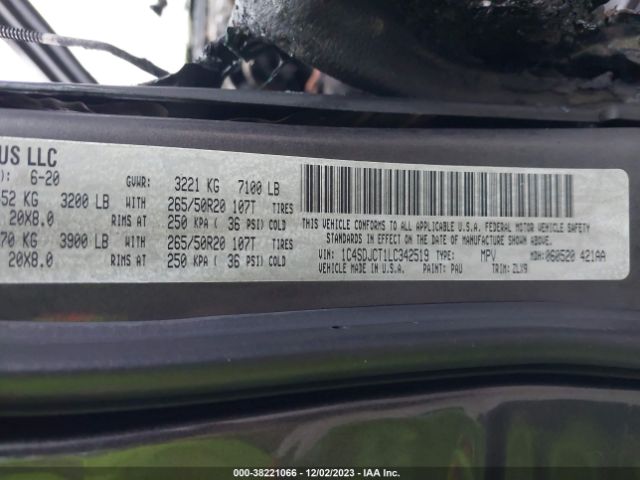 US LLC
): 6-20 GVWR: 3221 KG 7100 LB
52 KG 3200 LB WITH 265/50R20 107T TIRES
20X8.0 RIMS AT 250 KPA ( 36 PSI) COLD
70 KG 3900 LB WITH 265/50R20 107T TIRES
20X8.0 RIMS AT 250 KPA ( 36 PSI) COLD
THIS VEHICLE CONFORMS TO ALL APPLICABLE U.S.A. FEDERAL MOTOR VEHICLE SAFETY
STANDARDS IN EFFECT ON THE DATE OF MANUFACTURE SHOWN ABOVE.
VIN: 1C4SDJCT1LC342519 TYPE: MPV MDH: 060520 421AA
VEHICLE MADE IN U.S.A. PAINT: PAU TRIM: ZLX9
000-38221066 - 12/02/2023 - IAA Inc.